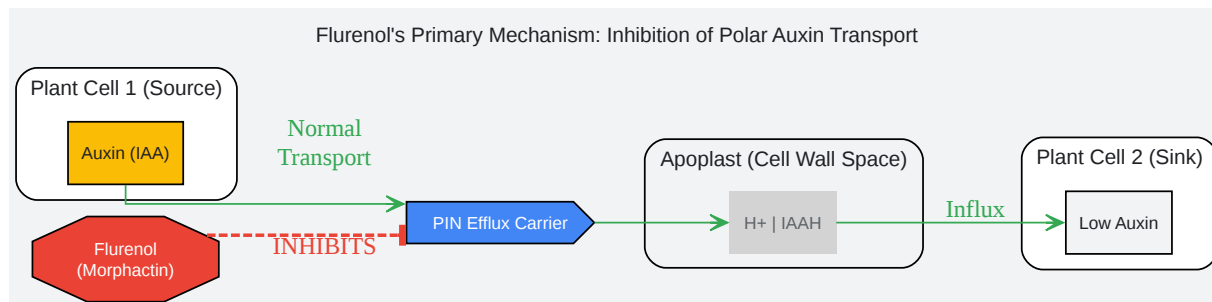 Flurenol's Primary Mechanism: Inhibition of Polar Auxin Transport
Plant Cell 1 (Source)
Auxin (IAA)
Normal
Transport
Flurenol
(Morphactin)
INHIBITS
PIN Efflux Carrier
Apoplast (Cell Wall Space)
H+ | IAAH
Influx
Plant Cell 2 (Sink)
Low Auxin